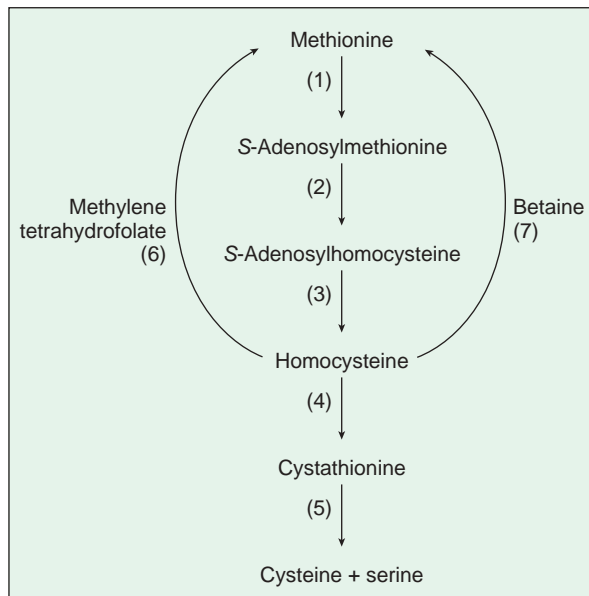 Methionine
(1)
S-Adenosylmethionine
(2)
Methylene
tetrahydrofolate
(6)
Betaine
(7)
S-Adenosylhomocysteine
(3)
Homocysteine
(4)
Cystathionine
(5)
Cysteine + serine